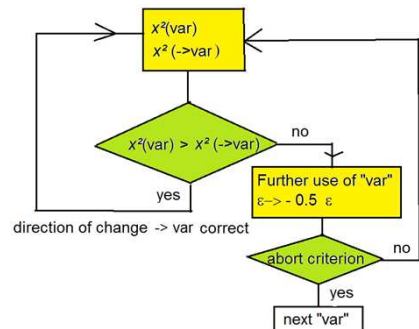 x²(var)
x² (->var)
x²(var) > x² (->var)
no
yes
Further use of "var"
ε–> - 0.5 ε
direction of change -> var correct
abort criterion
no
yes
next "var"